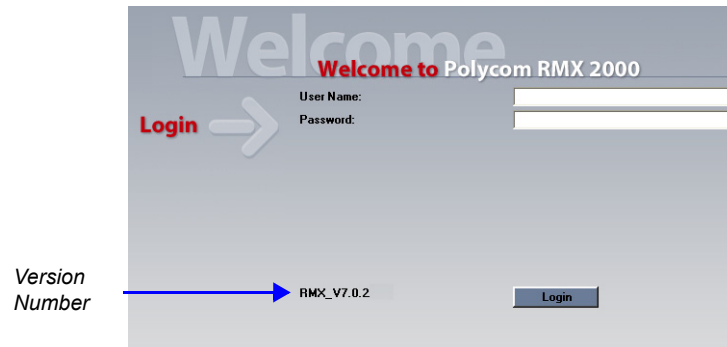 Welcome
Welcome to Polycom RMX 2000
User Name:
Login
Password:
Version
Number
RMX_V7.0.2
Login